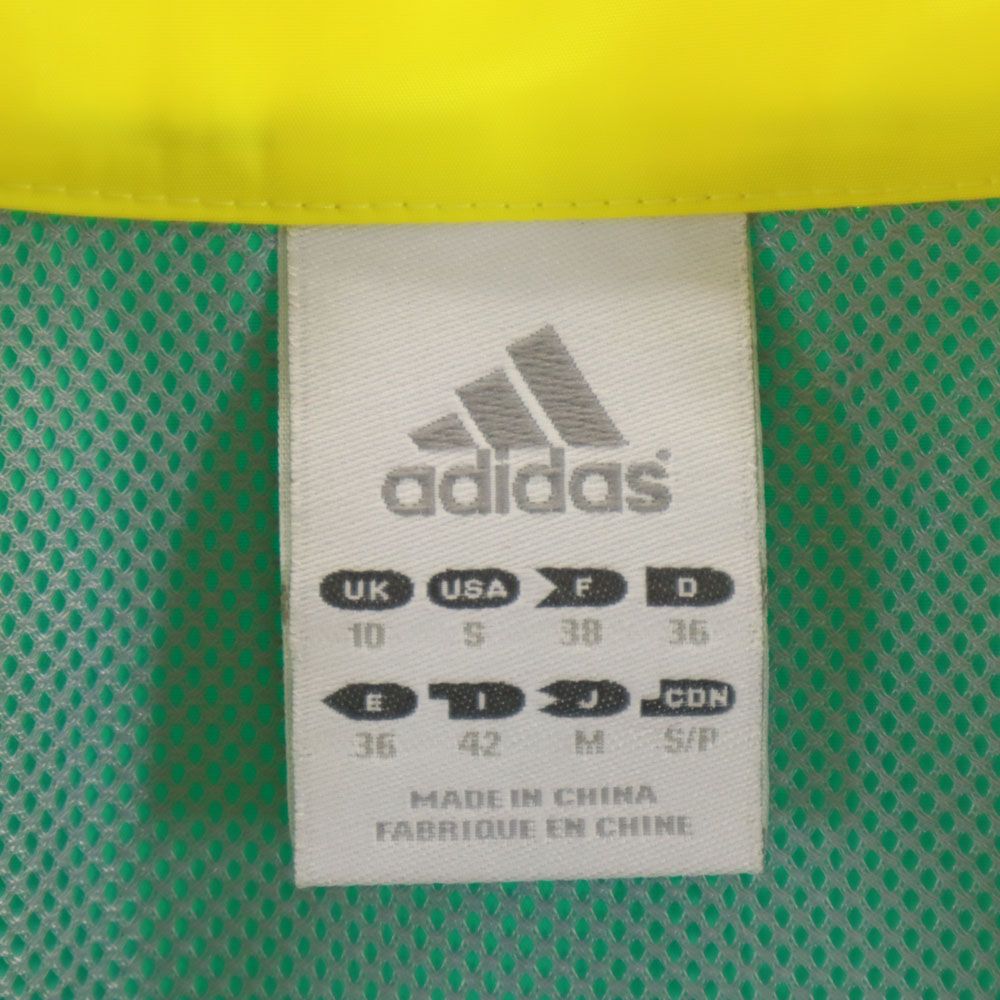 adidas
UK USA F D
10 S 38 36
E I J CDN
36 42 M S/P
MADE IN CHINA
FABRIQUE EN CHINE